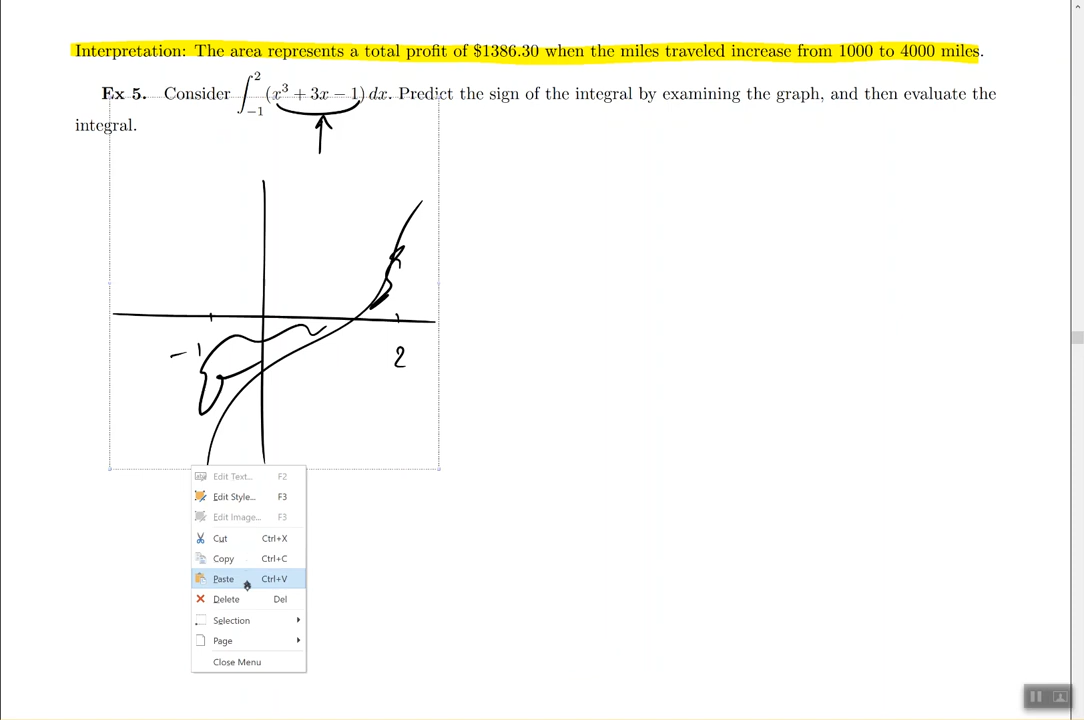 Interpretation: The area represents a total profit of $1386.30 when the miles traveled increase from 1000 to 4000 miles.
Ex 5. Consider ∫_{-1}^{2} (x³ + 3x − 1) dx. Predict the sign of the integral by examining the graph, and then evaluate the
integral.
−1
2
Edit Text... F2
Edit Style... F3
Edit Image... F3
Cut Ctrl+X
Copy Ctrl+C
Paste Ctrl+V
Delete Del
Selection
Page
Close Menu